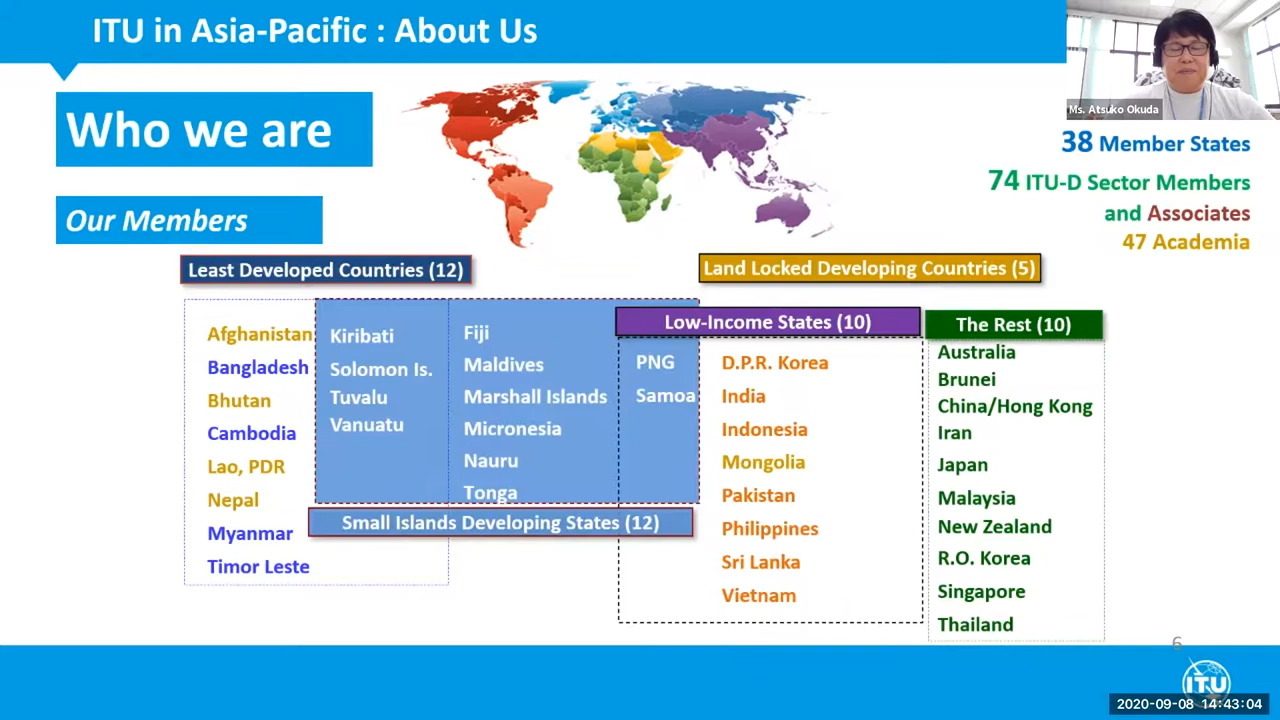 ITU in Asia-Pacific : About Us
Ms. Atsuko Okuda
Who we are
38 Member States
74 ITU-D Sector Members
and Associates
47 Academia
Our Members
Least Developed Countries (12)
Land Locked Developing Countries (5)
Low-Income States (10)
The Rest (10)
Afghanistan
Bangladesh
Bhutan
Cambodia
Lao, PDR
Nepal
Myanmar
Timor Leste
Kiribati
Solomon Is.
Tuvalu
Vanuatu
Fiji
Maldives
Marshall Islands
Micronesia
Nauru
Tonga
Small Islands Developing States (12)
PNG
Samoa
D.P.R. Korea
India
Indonesia
Mongolia
Pakistan
Philippines
Sri Lanka
Vietnam
Australia
Brunei
China/Hong Kong
Iran
Japan
Malaysia
New Zealand
R.O. Korea
Singapore
Thailand
6
ITU
2020-09-08 14:43:04